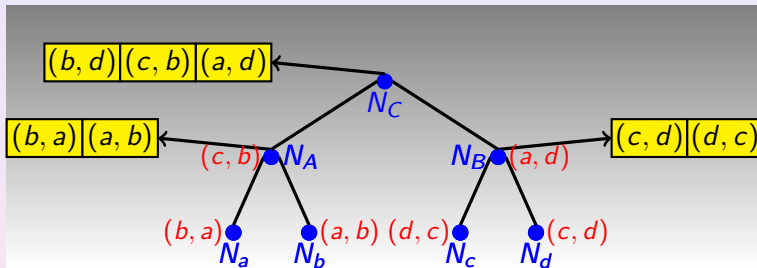 (b, d) (c, b) (a, d)
N_C
(b, a) (a, b) (c, b) N_A N_B (a, d) (c, d) (d, c)
(b, a) (a, b) (d, c) (c, d)
N_a N_b N_c N_d